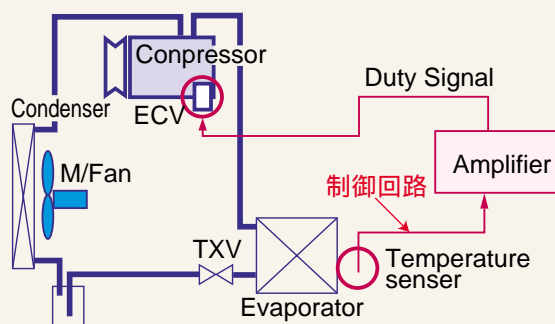 Conpressor
Duty Signal
Condenser
ECV
Amplifier
M/Fan
制御回路
TXV
Temperature
senser
Evaporator